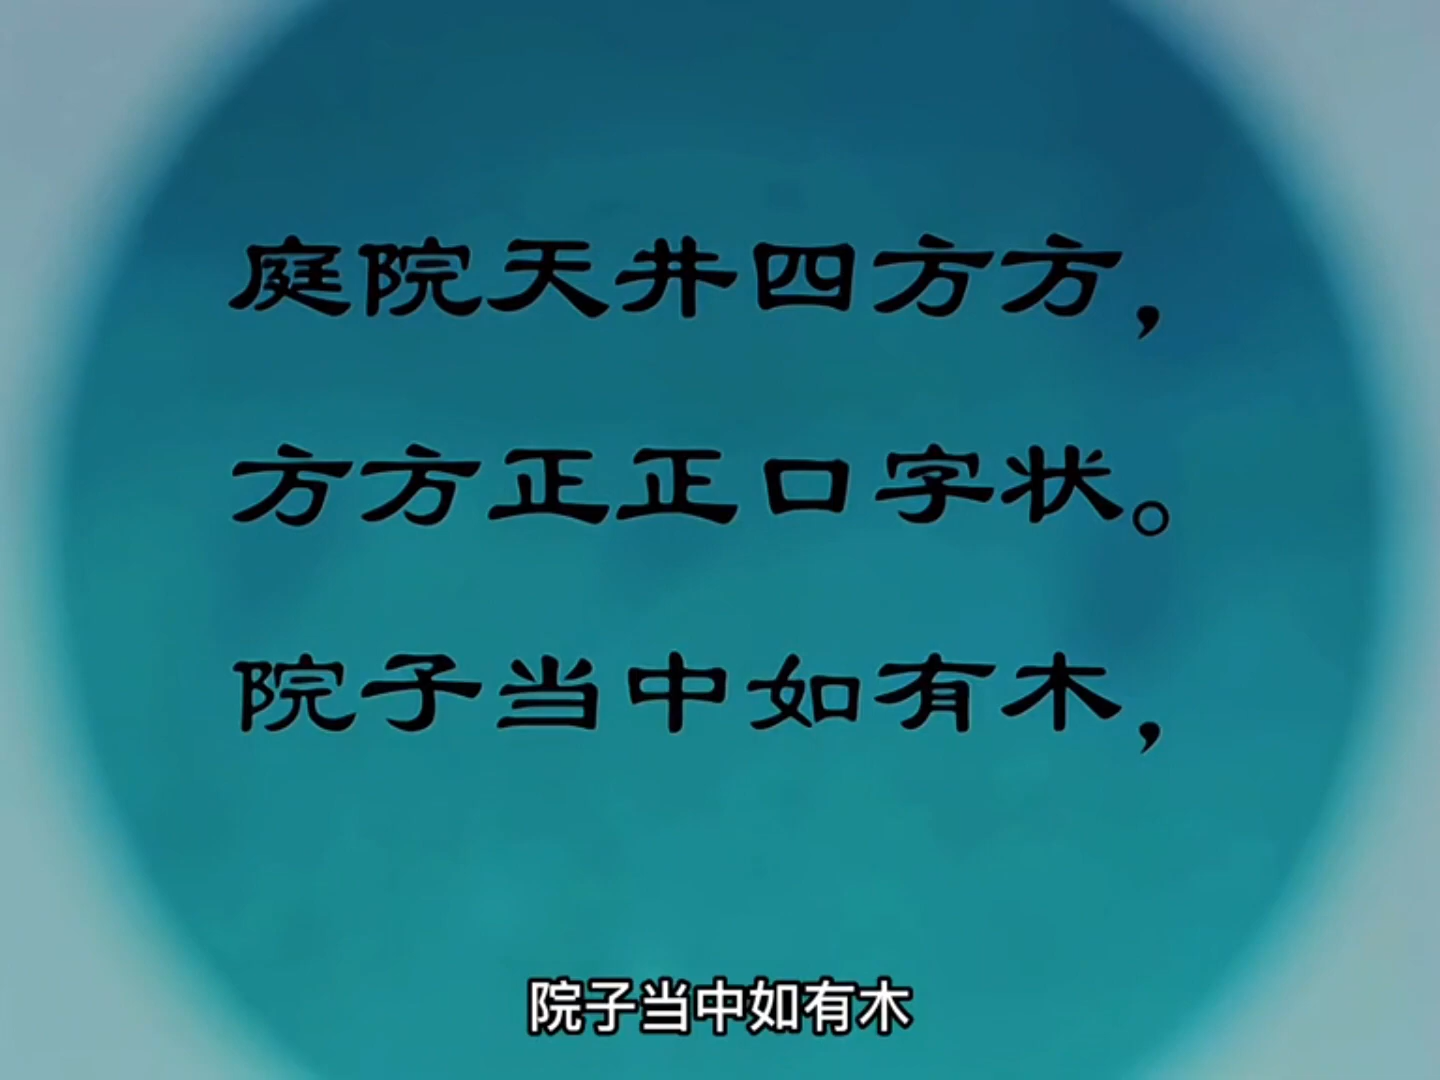 庭院天井四方方，
方方正正口字状。
院子当中如有木，
院子当中如有木